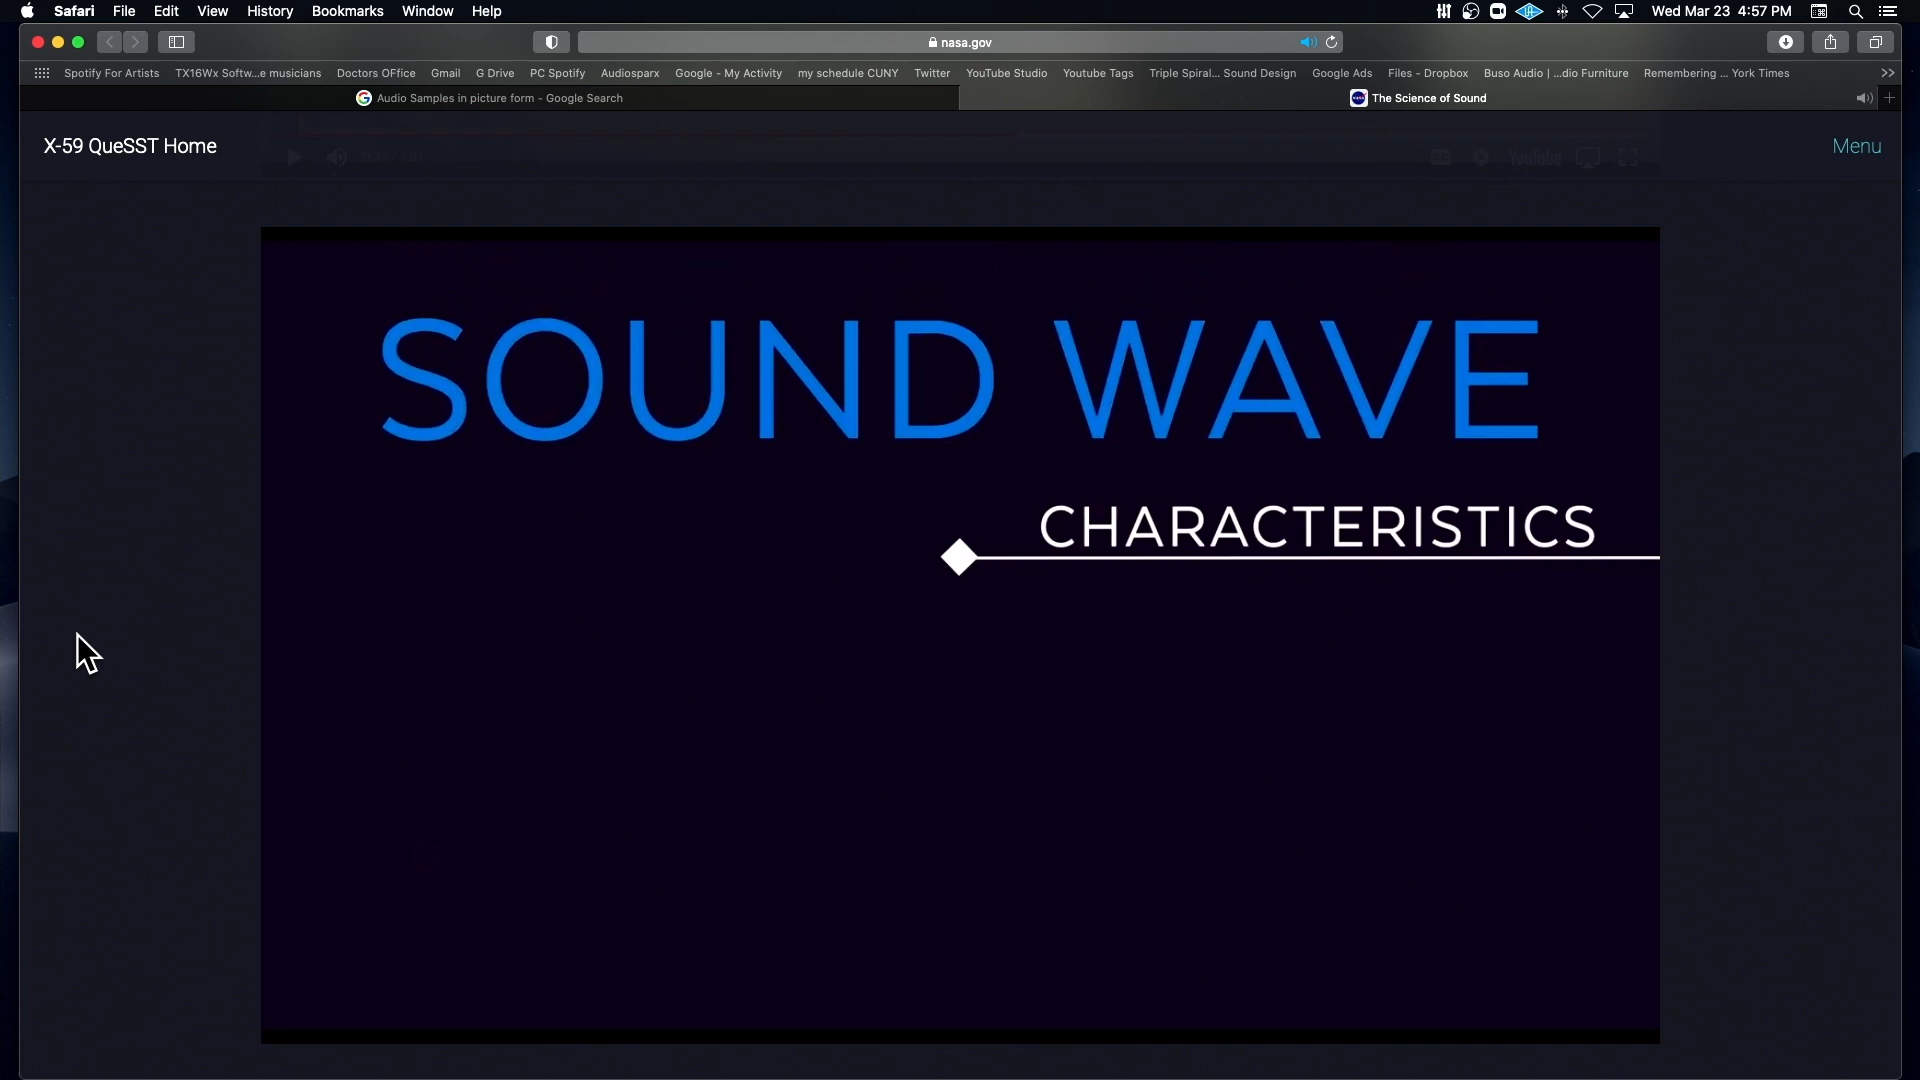 Safari File Edit View History Bookmarks Window Help Wed Mar 23 4:57 PM
nasa.gov
Spotify For Artists TX16Wx Softw...e musicians Doctors OFfice Gmail G Drive PC Spotify Audiosparx Google - My Activity my schedule CUNY Twitter YouTube Studio Youtube Tags Triple Spiral... Sound Design Google Ads Files - Dropbox Buso Audio | ...dio Furniture Remembering ... York Times
Audio Samples in picture form - Google Search The Science of Sound
X-59 QueSST Home Menu
YouTube
SOUND WAVE
CHARACTERISTICS